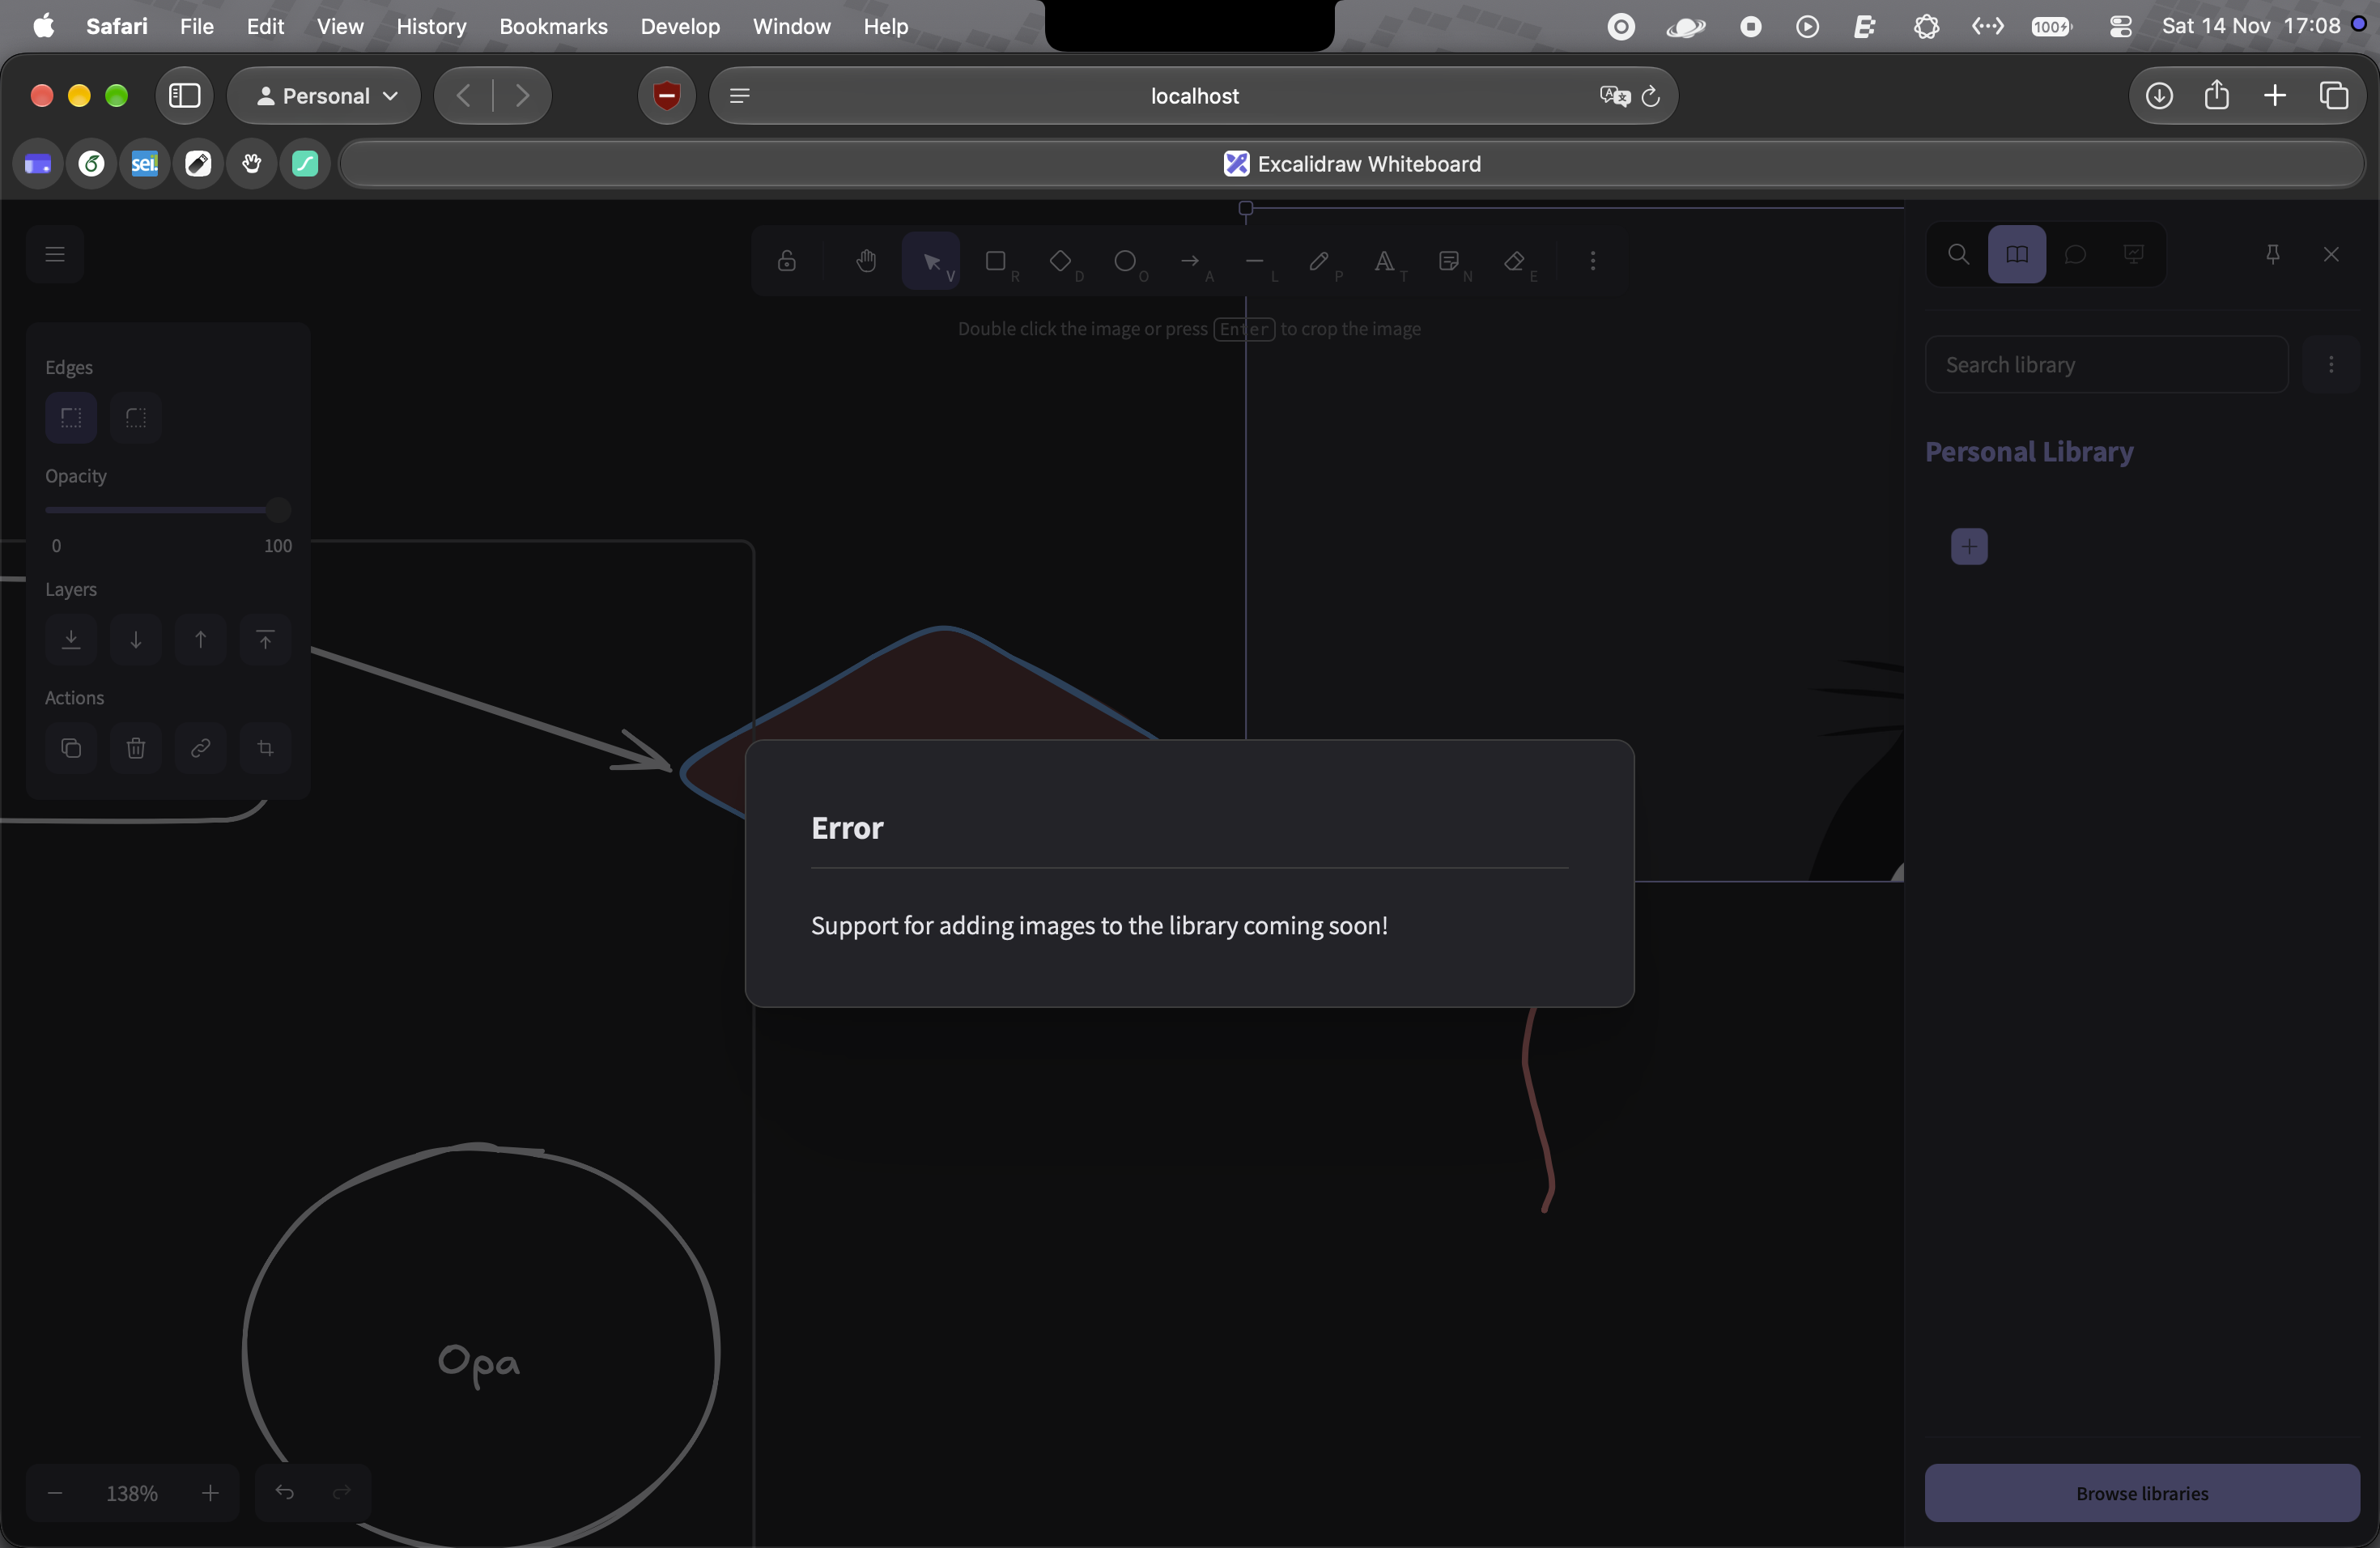 Safari File Edit View History Bookmarks Develop Window Help 100 Sat 14 Nov 17:08
Personal localhost
sei! Excalidraw Whiteboard
V R D O A L P T N E
Double click the image or press Enter to crop the image
Search library
Edges
Personal Library
Opacity
0 100
Layers
Actions
Error
Support for adding images to the library coming soon!
Opa
138%
Browse libraries